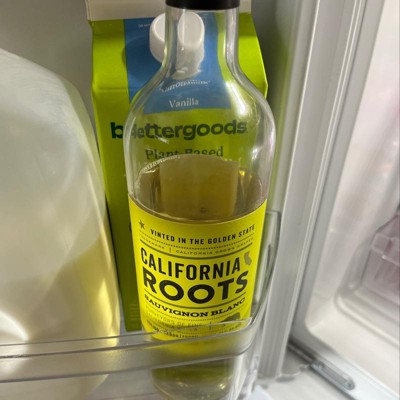 Vanilla
bettergoods
Plant-Based
VINTED IN THE GOLDEN STATE
CALIFORNIA
ROOTS
SAUVIGNON BLANC